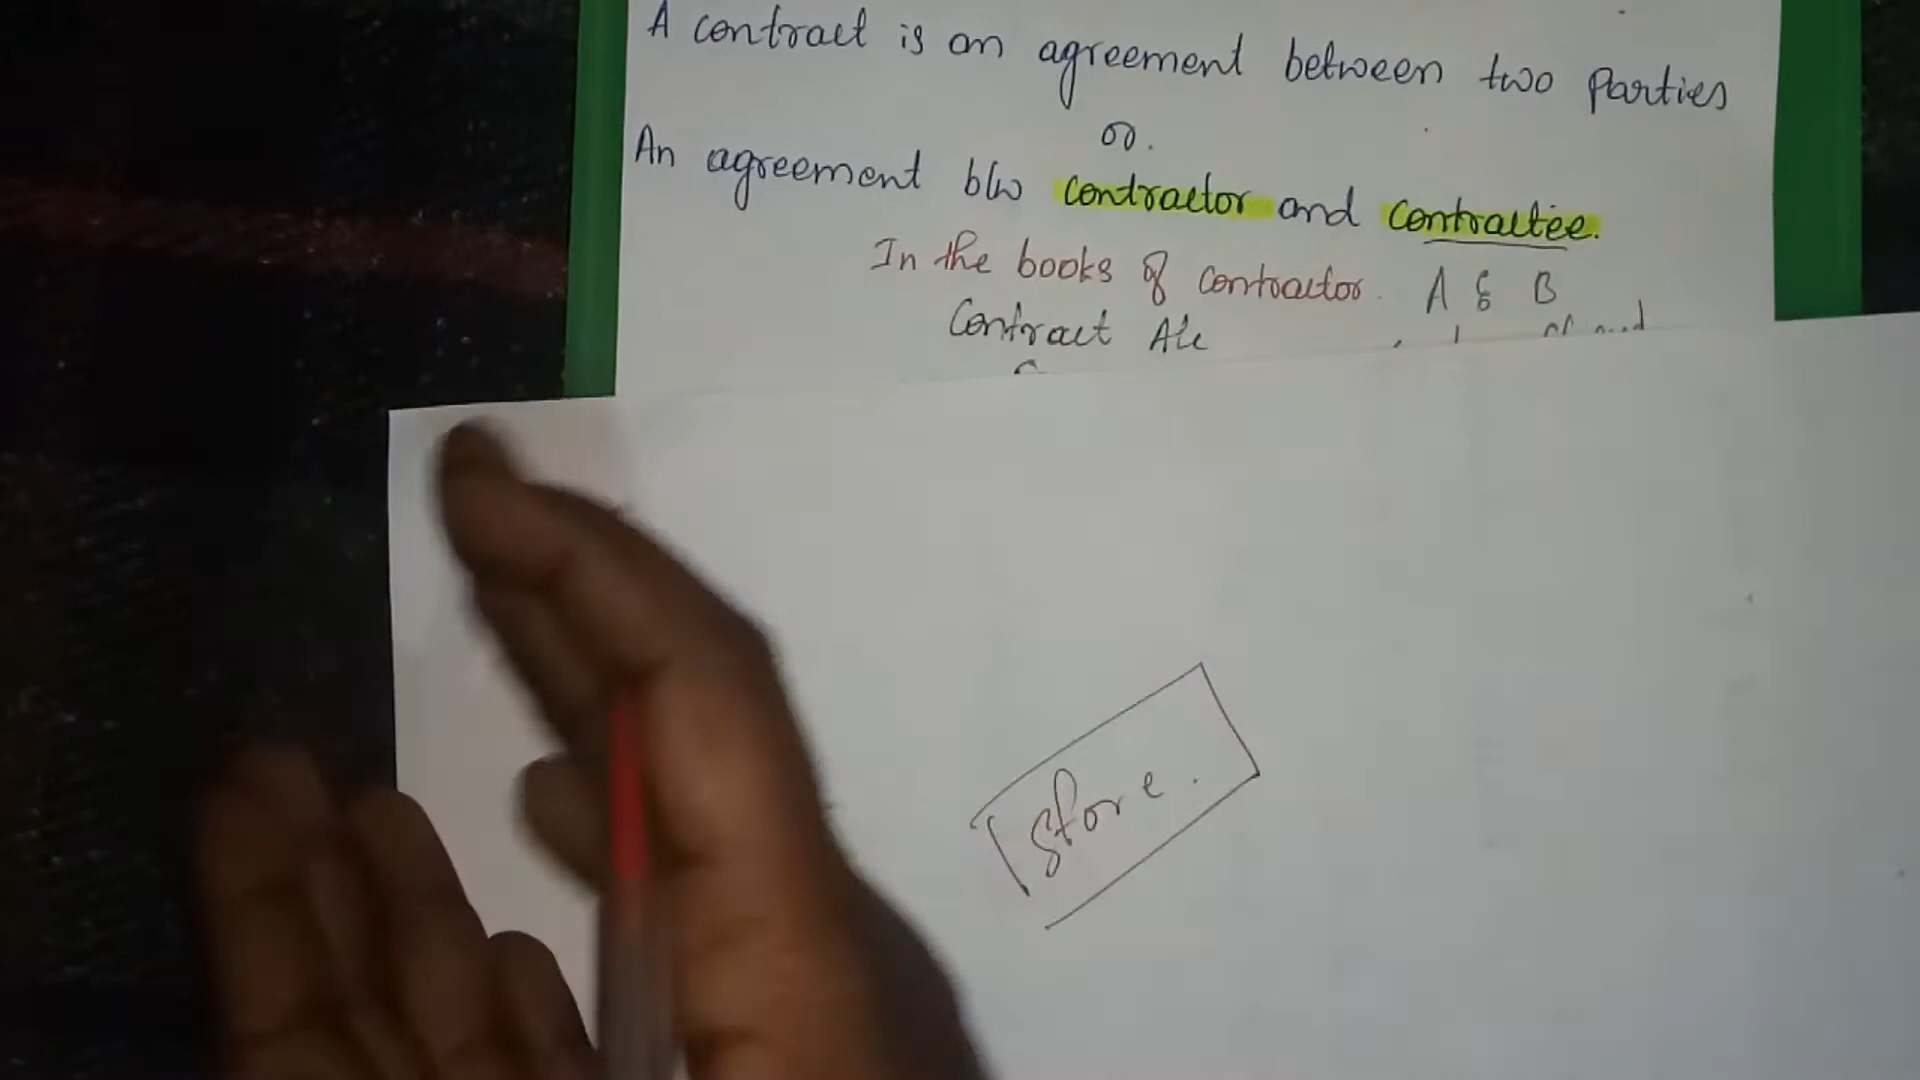 A contract is an agreement between two Parties
or.
An agreement b/w contractor and contractee.
In the books of contractor. A & B
Contract A/c
store.